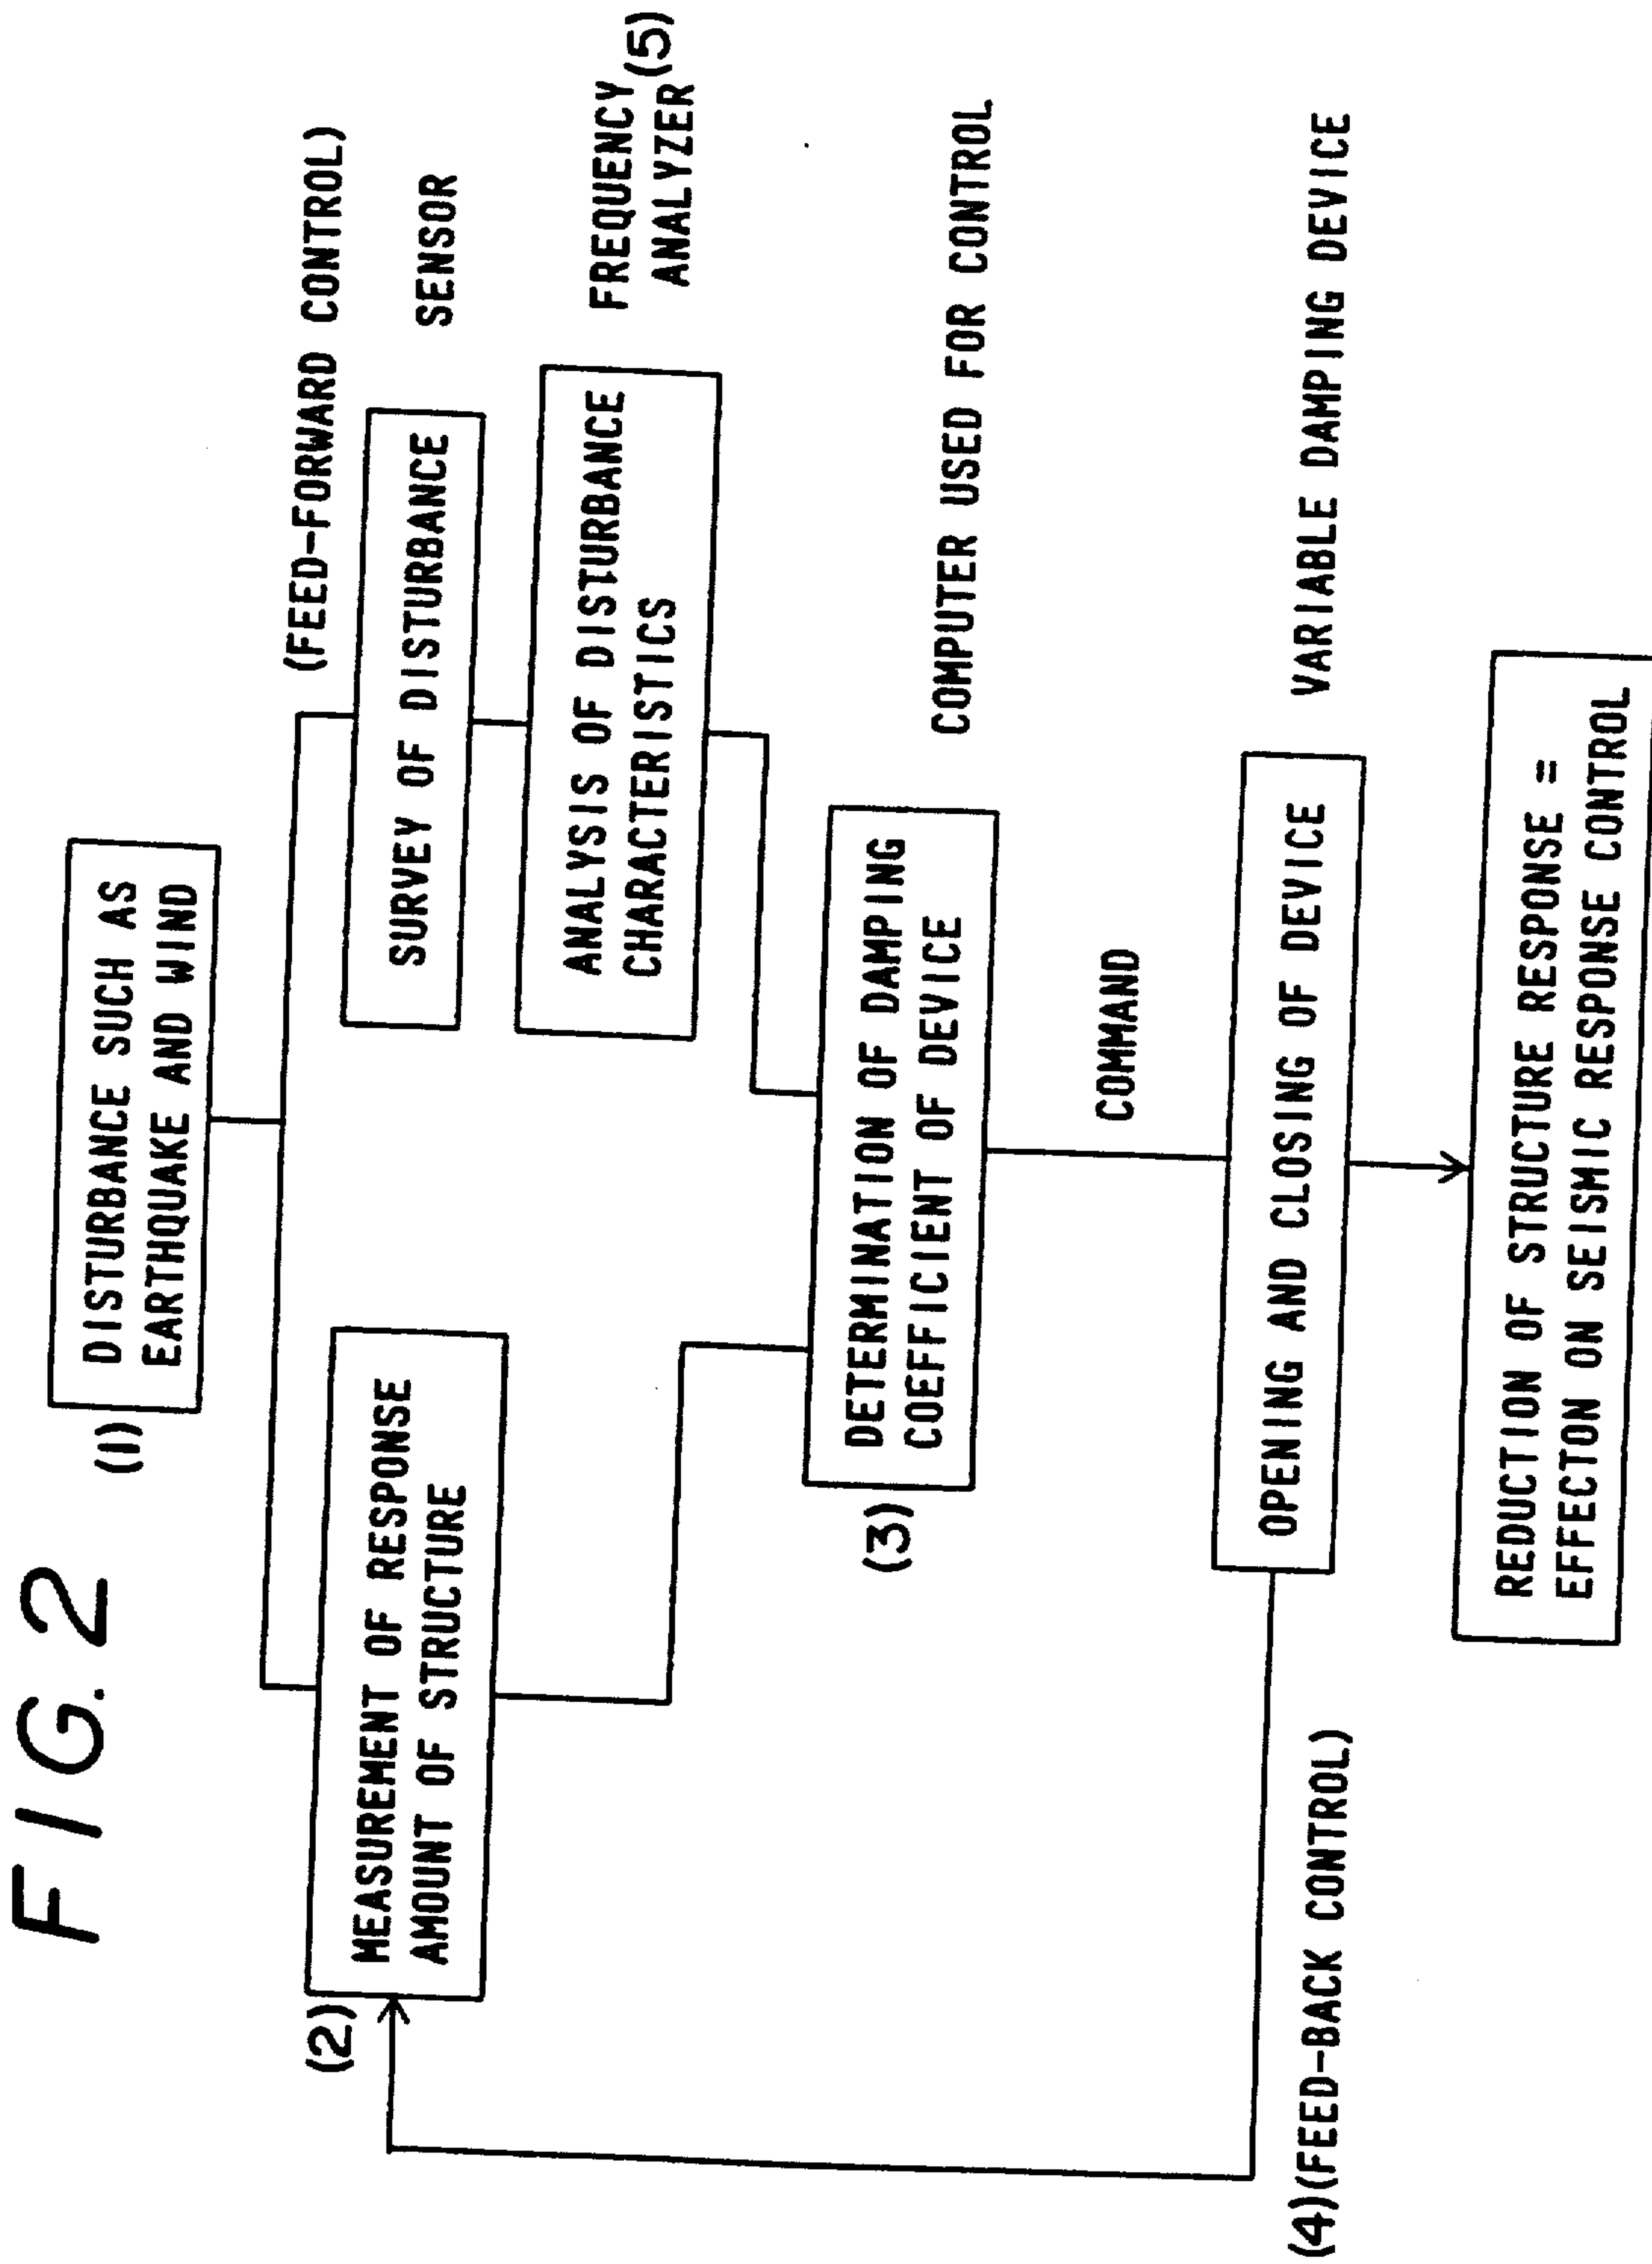 FIG. 2
(1)
DISTURBANCE SUCH AS
EARTHQUAKE AND WIND
(FEED-FORWARD CONTROL)
(2)
MEASUREMENT OF RESPONSE
AMOUNT OF STRUCTURE
SURVEY OF DISTURBANCE
SENSOR
ANALYSIS OF DISTURBANCE
CHARACTERISTICS
FREQUENCY
ANALYZER (5)
(3)
DETERMINATION OF DAMPING
COEFFICIENT OF DEVICE
COMPUTER USED FOR CONTROL
COMMAND
OPENING AND CLOSING OF DEVICE
VARIABLE DAMPING DEVICE
(4)(FEED-BACK CONTROL)
REDUCTION OF STRUCTURE RESPONSE =
EFFECTON ON SEISMIC RESPONSE CONTROL